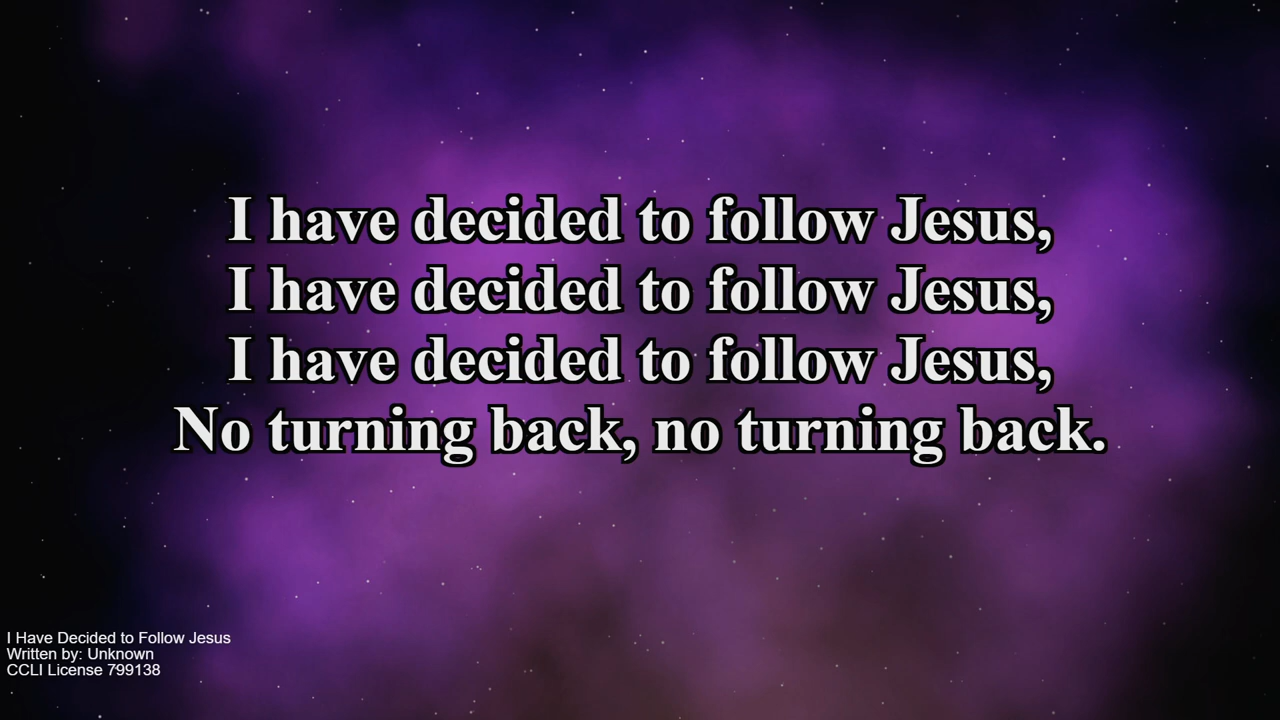 I have decided to follow Jesus,
I have decided to follow Jesus,
I have decided to follow Jesus,
No turning back, no turning back.
I Have Decided to Follow Jesus
Written by: Unknown
CCLI License 799138